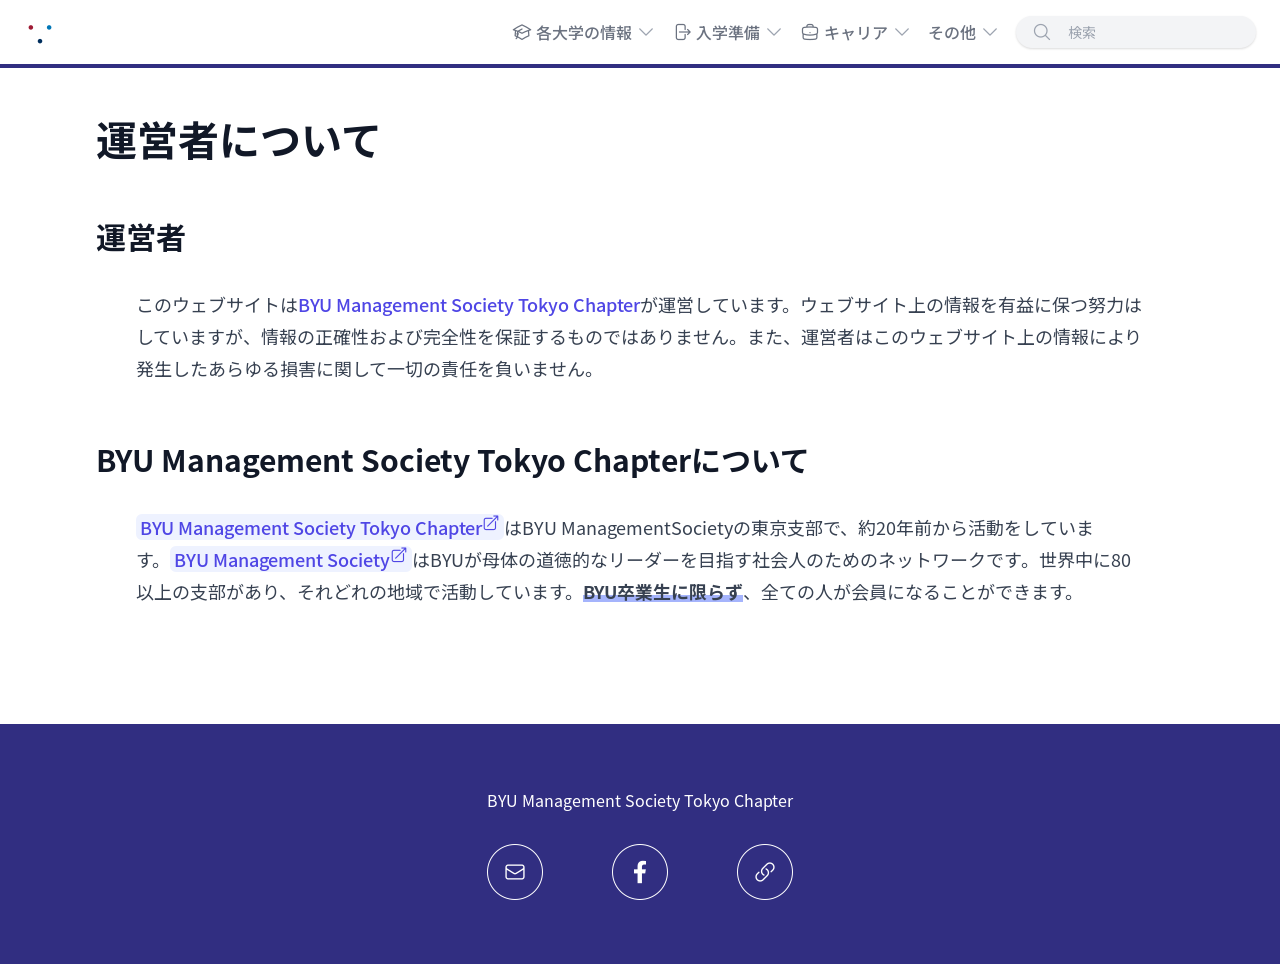 各大学の情報 入学準備 キャリア その他 検索
運営者について
運営者
このウェブサイトはBYU Management Society Tokyo Chapterが運営しています。ウェブサイト上の情報を有益に保つ努力は
していますが、情報の正確性および完全性を保証するものではありません。また、運営者はこのウェブサイト上の情報により
発生したあらゆる損害に関して一切の責任を負いません。
BYU Management Society Tokyo Chapterについて
BYU Management Society Tokyo ChapterはBYU ManagementSocietyの東京支部で、約20年前から活動をしていま
す。BYU Management SocietyはBYUが母体の道徳的なリーダーを目指す社会人のためのネットワークです。世界中に80
以上の支部があり、それどれの地域で活動しています。BYU卒業生に限らず、全ての人が会員になることができます。
BYU Management Society Tokyo Chapter